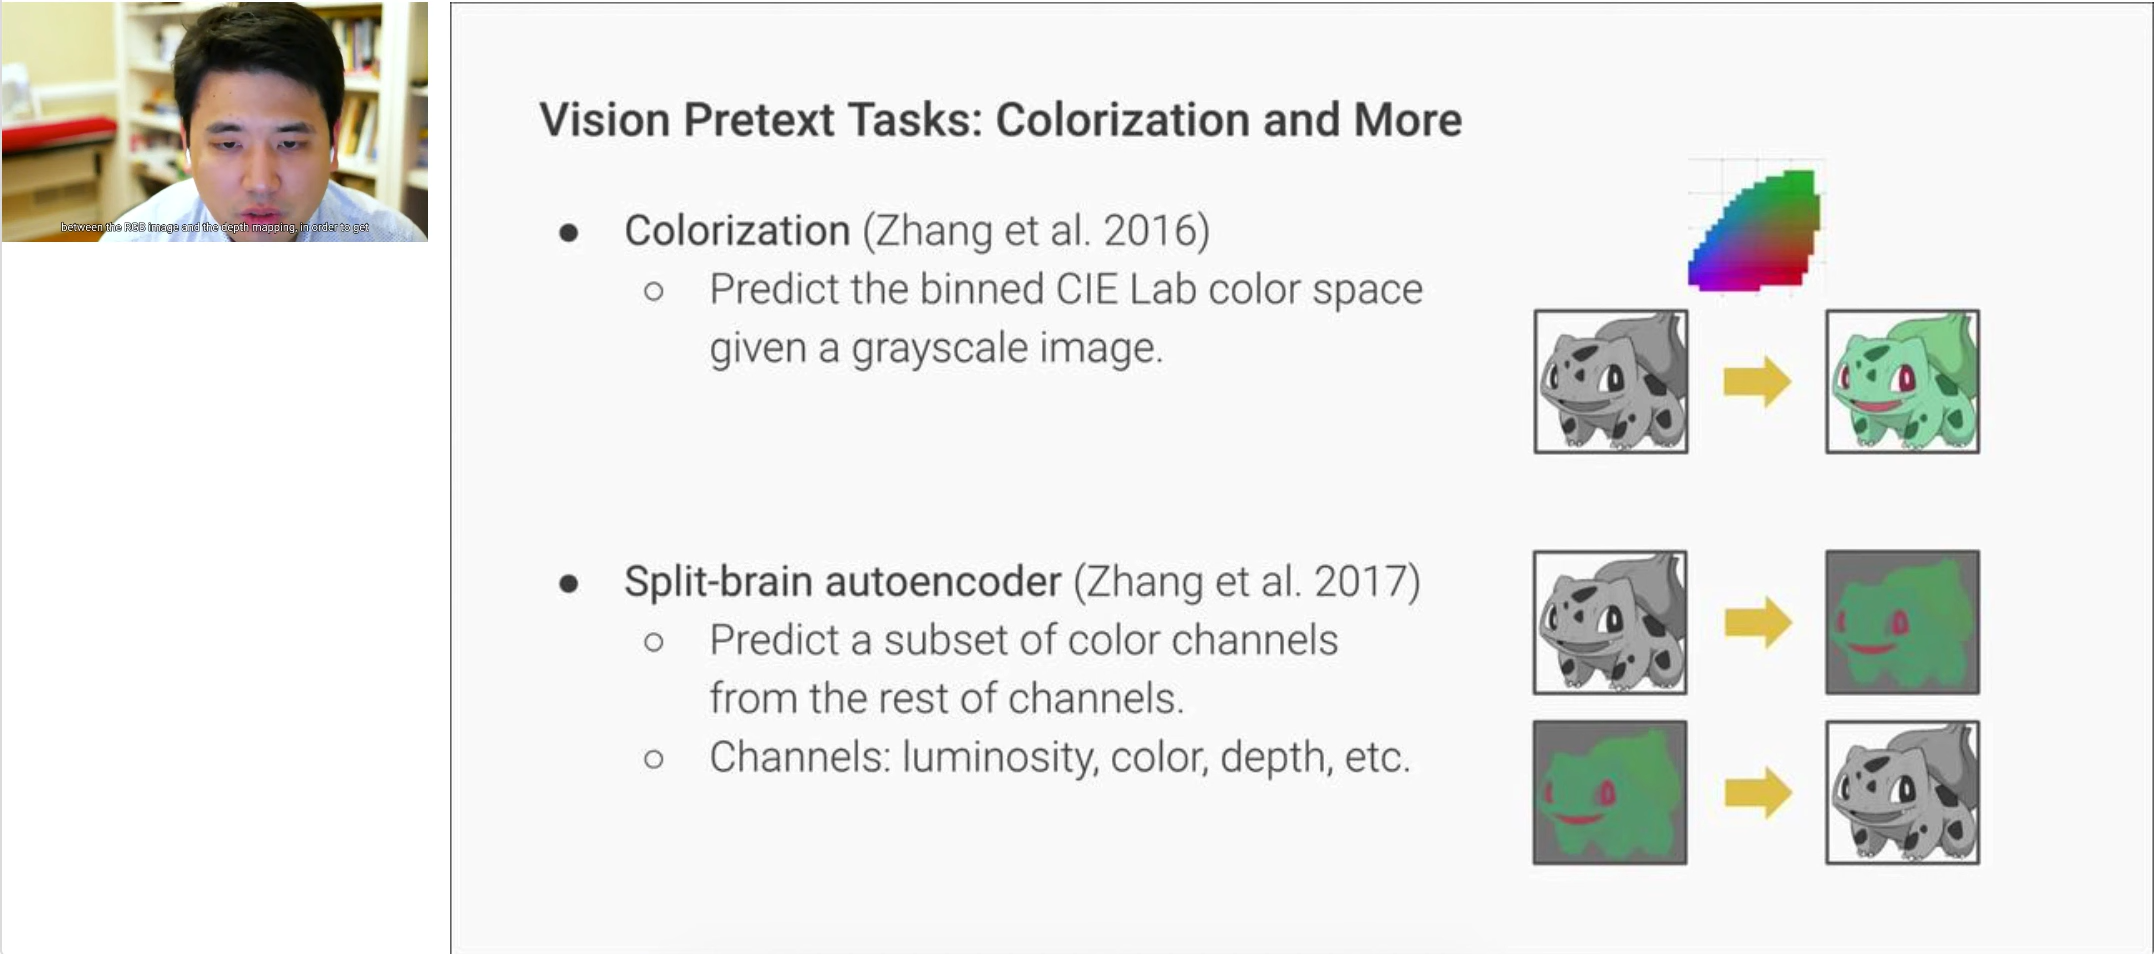 between the RGB image and the depth mapping, in order to get
Vision Pretext Tasks: Colorization and More
● Colorization (Zhang et al. 2016)
○ Predict the binned CIE Lab color space
given a grayscale image.
● Split-brain autoencoder (Zhang et al. 2017)
○ Predict a subset of color channels
from the rest of channels.
○ Channels: luminosity, color, depth, etc.